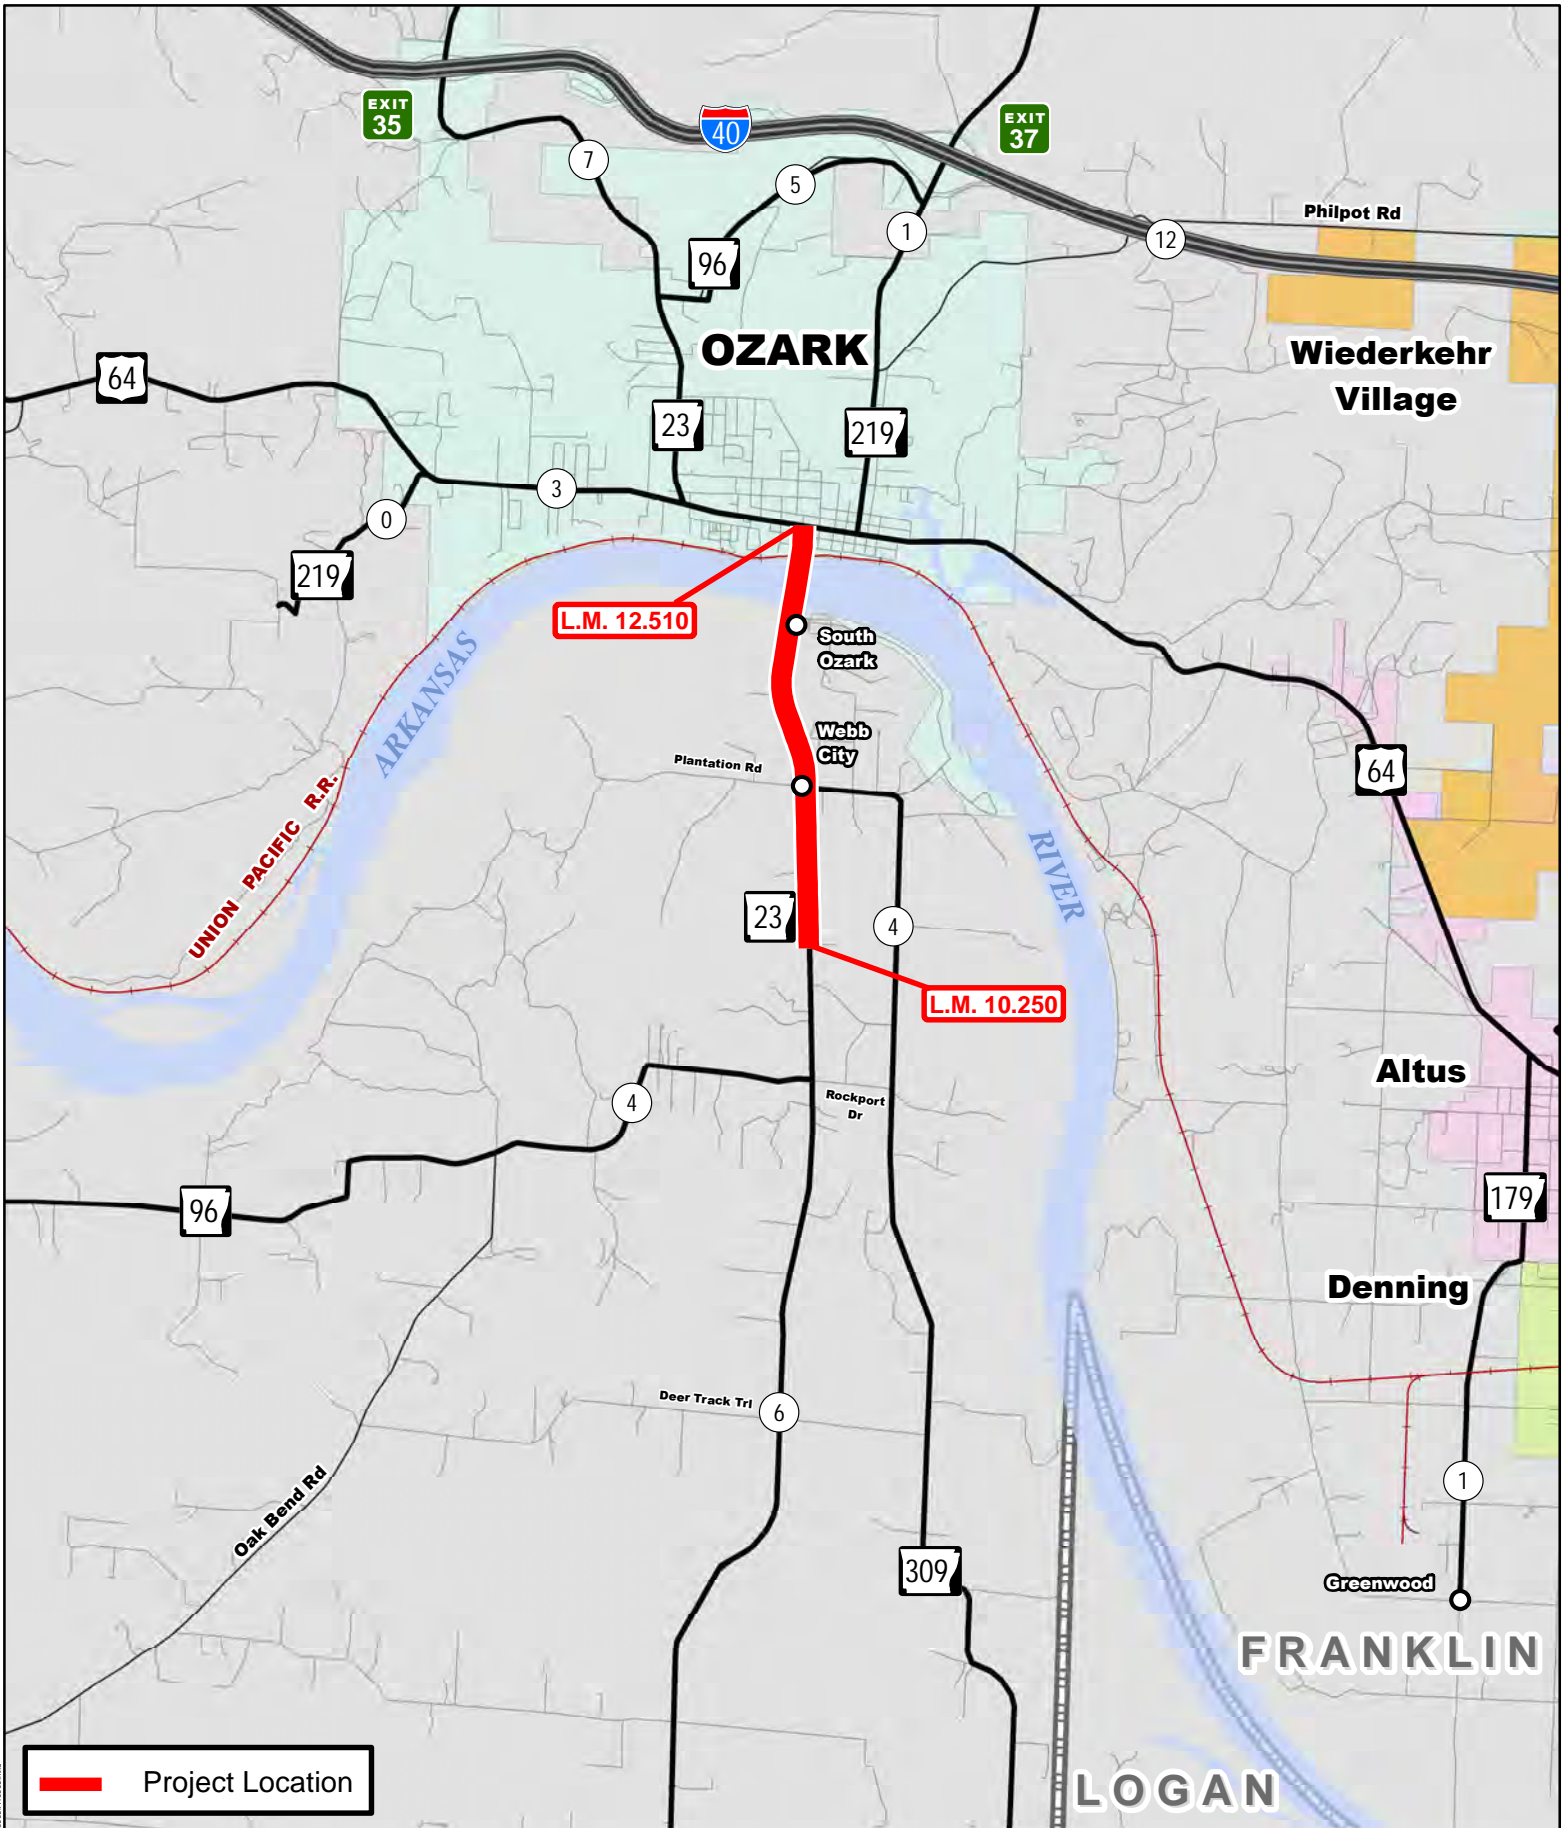 EXIT
35
40
EXIT
37
7
5
1
12
Philpot Rd
96
OZARK
Wiederkehr
Village
64
23
219
3
0
219
L.M. 12.510
South
Ozark
ARKANSAS
Webb
City
Plantation Rd
64
UNION PACIFIC R.R.
RIVER
23
4
L.M. 10.250
Altus
4
Rockport
Dr
96
179
Denning
Deer Track Trl
6
Oak Bend Rd
1
309
Greenwood
FRANKLIN
Project Location
LOGAN